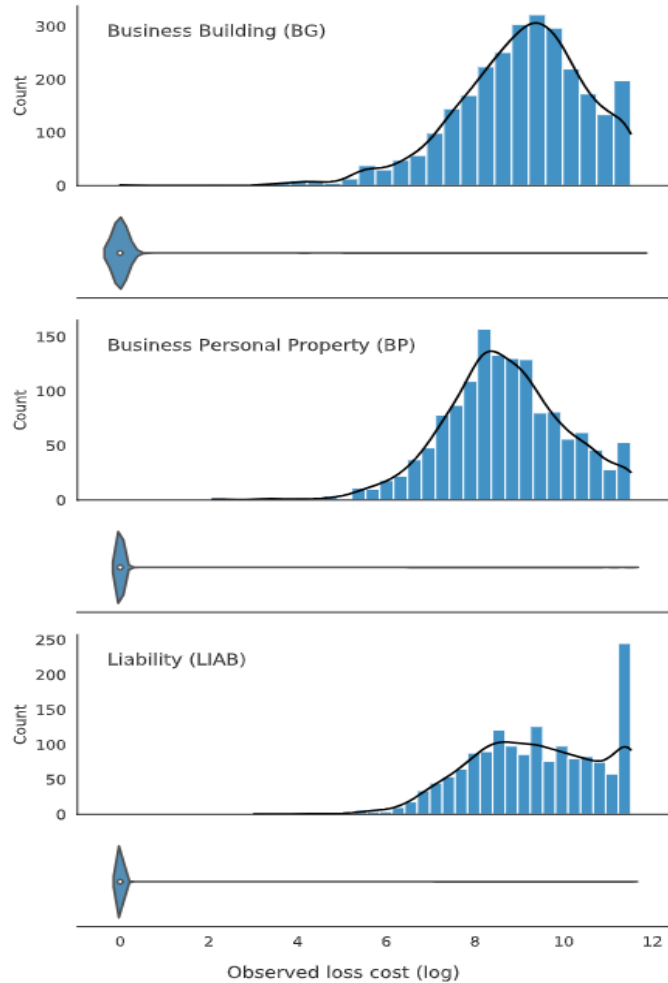 Business Building (BG)
300
200
100
0
Count
Business Personal Property (BP)
150
100
50
0
Count
Liability (LIAB)
250
200
150
100
50
0
Count
0 2 4 6 8 10 12
Observed loss cost (log)